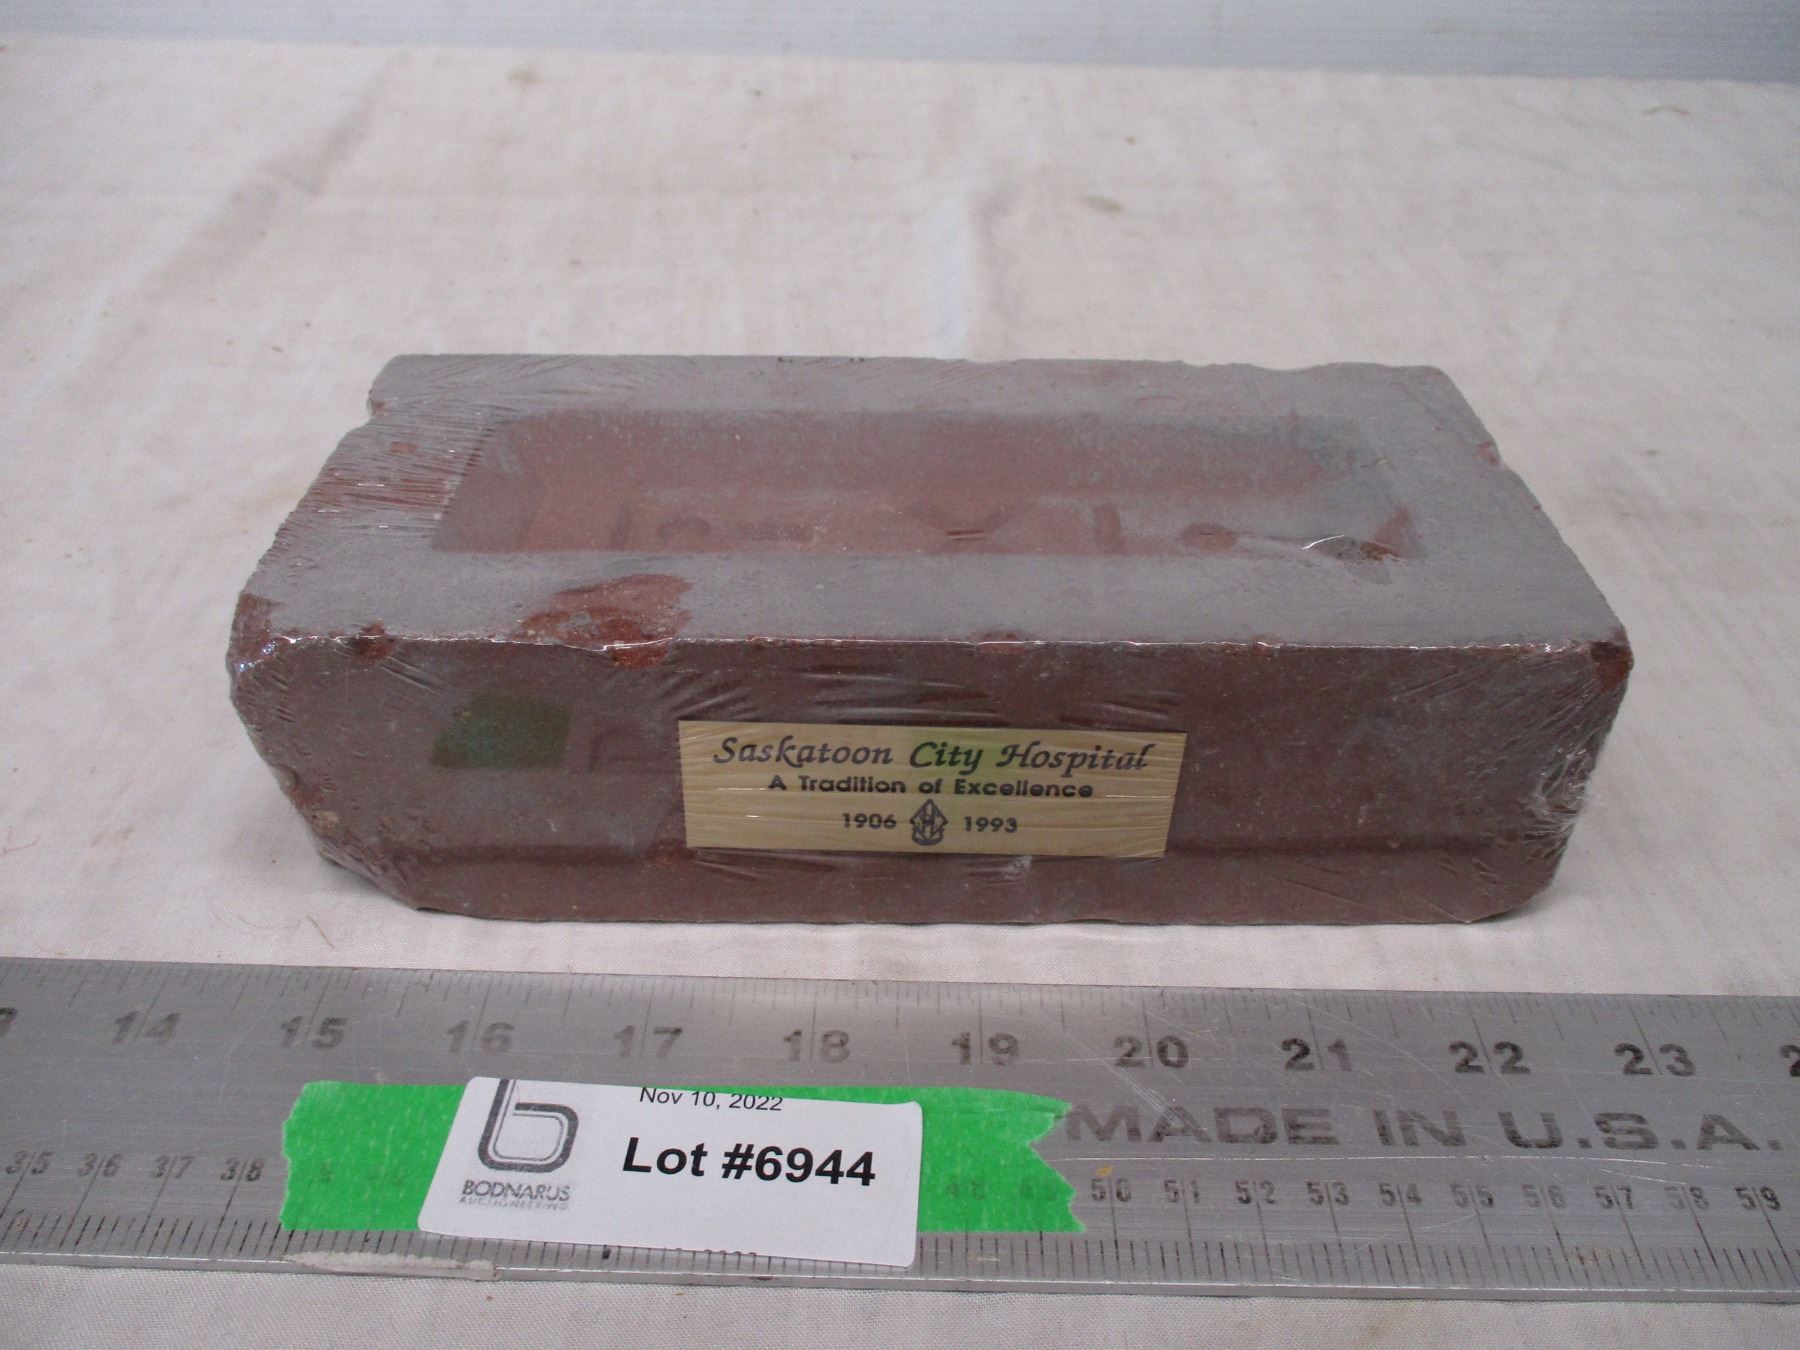 Saskatoon City Hospital
A Tradition of Excellence
1906 1993
14 15 16 17 18 19 20 21 22 23
MADE IN U.S.A.
Nov 10, 2022
Lot #6944
BODNARUS
AUCTIONEERING
35 36 37 38
50 51 52 53 54 55 56 57 58 59